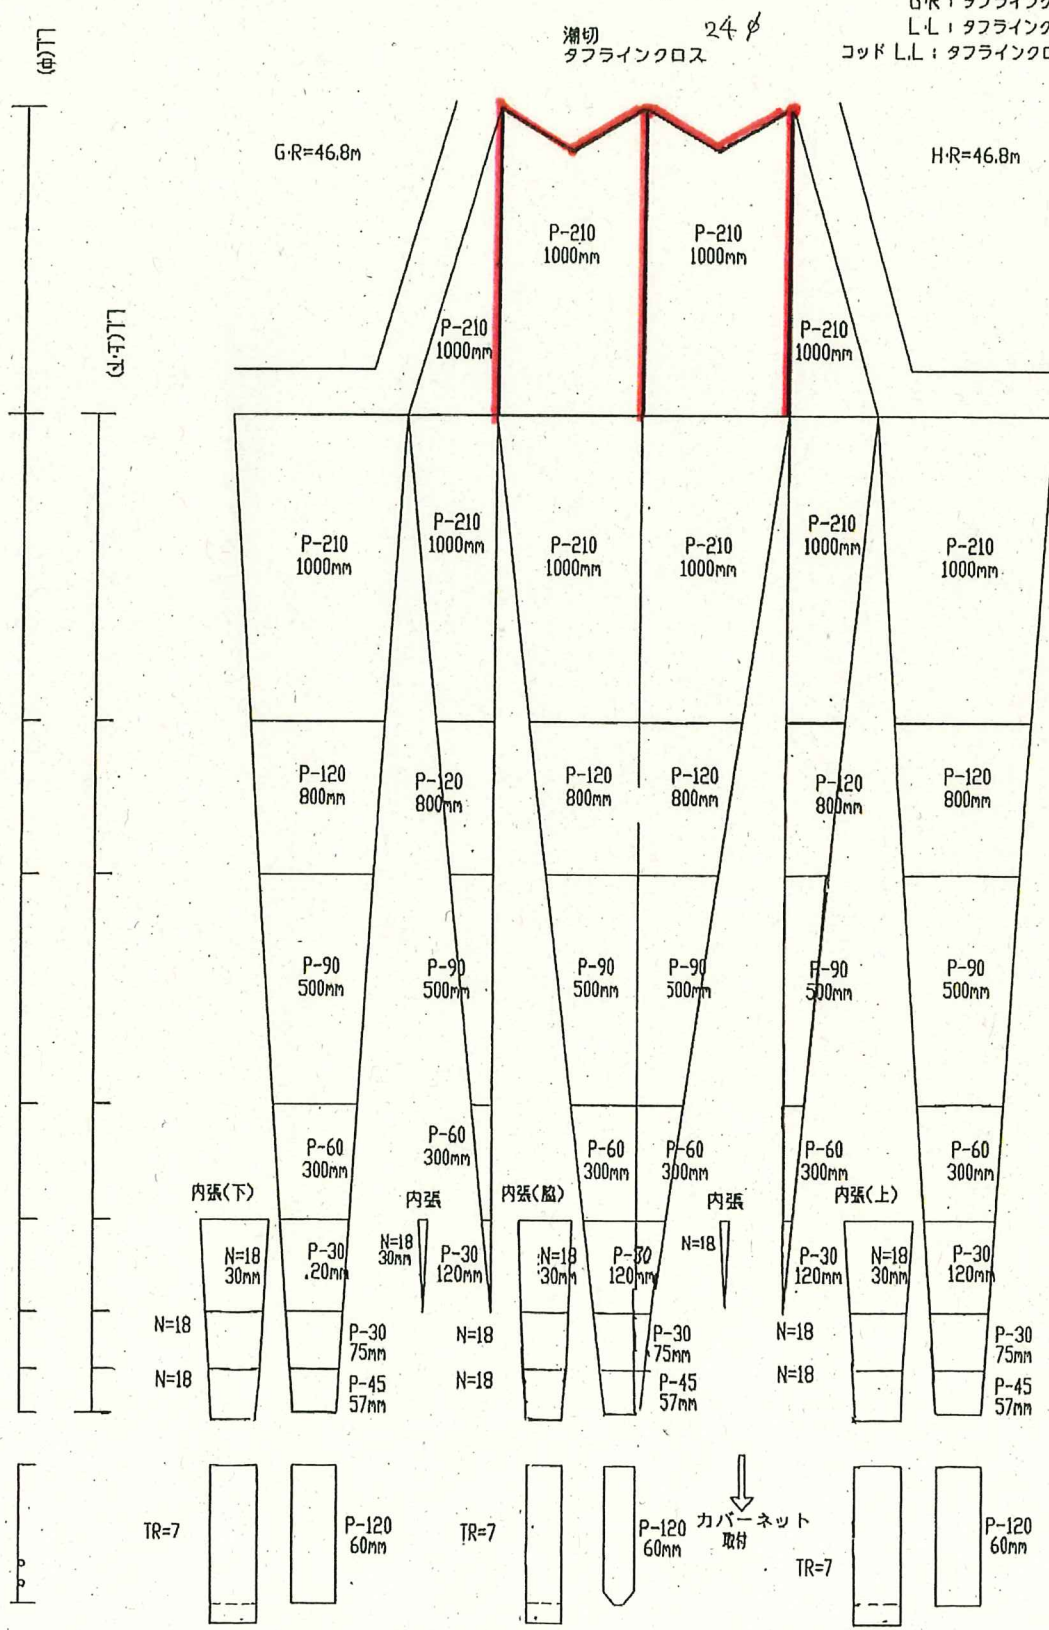 G·R : タフラインク
L·L : タフラインク
コッド L.L : タフラインクロ
潮切
タフラインクロス
24φ
L.L(中)
G·R=46.8m
H·R=46.8m
P-210
1000mm
P-210
1000mm
P-210
1000mm
P-210
1000mm
L.L(上·下)
P-210
1000mm
P-210
1000mm
P-210
1000mm
P-210
1000mm
P-210
1000mm
P-210
1000mm
P-120
800mm
P-120
800mm
P-120
800mm
P-120
800mm
P-120
800mm
P-120
800mm
P-90
500mm
P-90
500mm
P-90
500mm
P-90
500mm
P-90
500mm
P-90
500mm
P-60
300mm
P-60
300mm
P-60
300mm
P-60
300mm
P-60
300mm
P-60
300mm
内張(下)
内張
内張(脇)
内張
内張(上)
N=18
30mm
P-30
.20mm
N=18
30mm
P-30
120mm
N=18
30mm
P-30
120mm
N=18
P-30
120mm
N=18
30mm
P-30
120mm
N=18
P-30
75mm
N=18
P-30
75mm
N=18
P-30
75mm
N=18
P-45
57mm
N=18
P-45
57mm
N=18
P-45
57mm
TR=7
P-120
60mm
TR=7
P-120
60mm
カバーネット
取付
TR=7
P-120
60mm